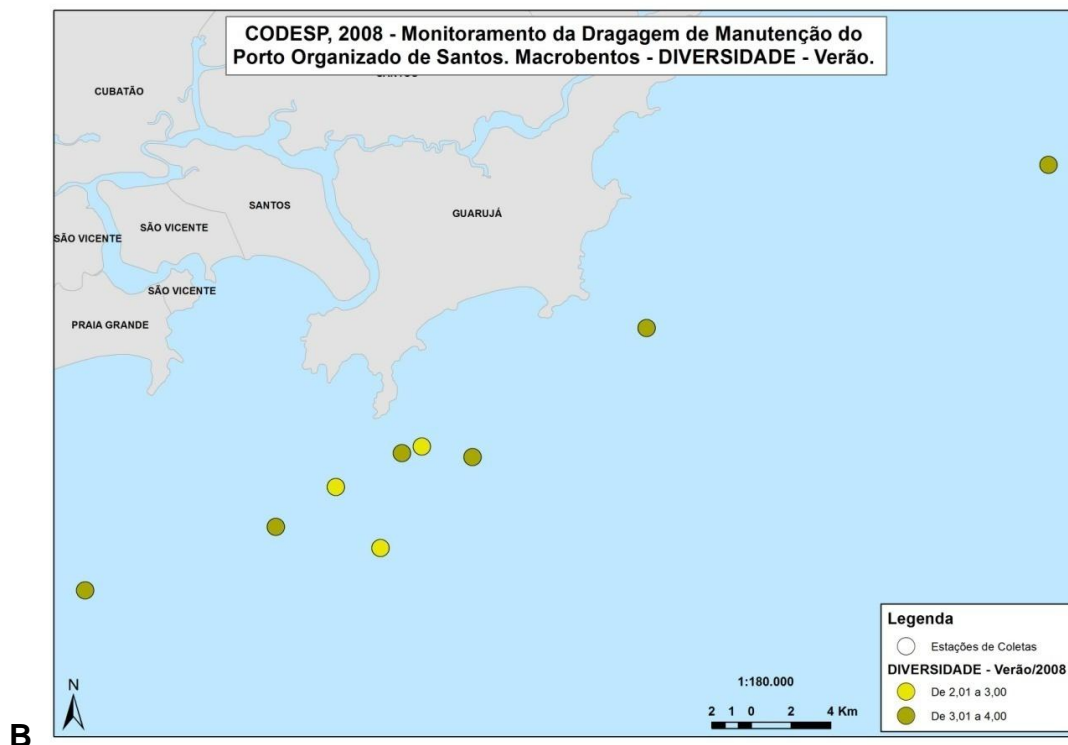 CODESP, 2008 - Monitoramento da Dragagem de Manutenção do
Porto Organizado de Santos. Macrobentos - DIVERSIDADE - Verão.
SANTOS
CUBATÃO
SANTOS
GUARUJÁ
SÃO VICENTE
SÃO VICENTE
SÃO VICENTE
PRAIA GRANDE
Legenda
Estações de Coletas
DIVERSIDADE - Verão/2008
De 2,01 a 3,00
De 3,01 a 4,00
1:180.000
2 1 0 2 4 Km
N
B